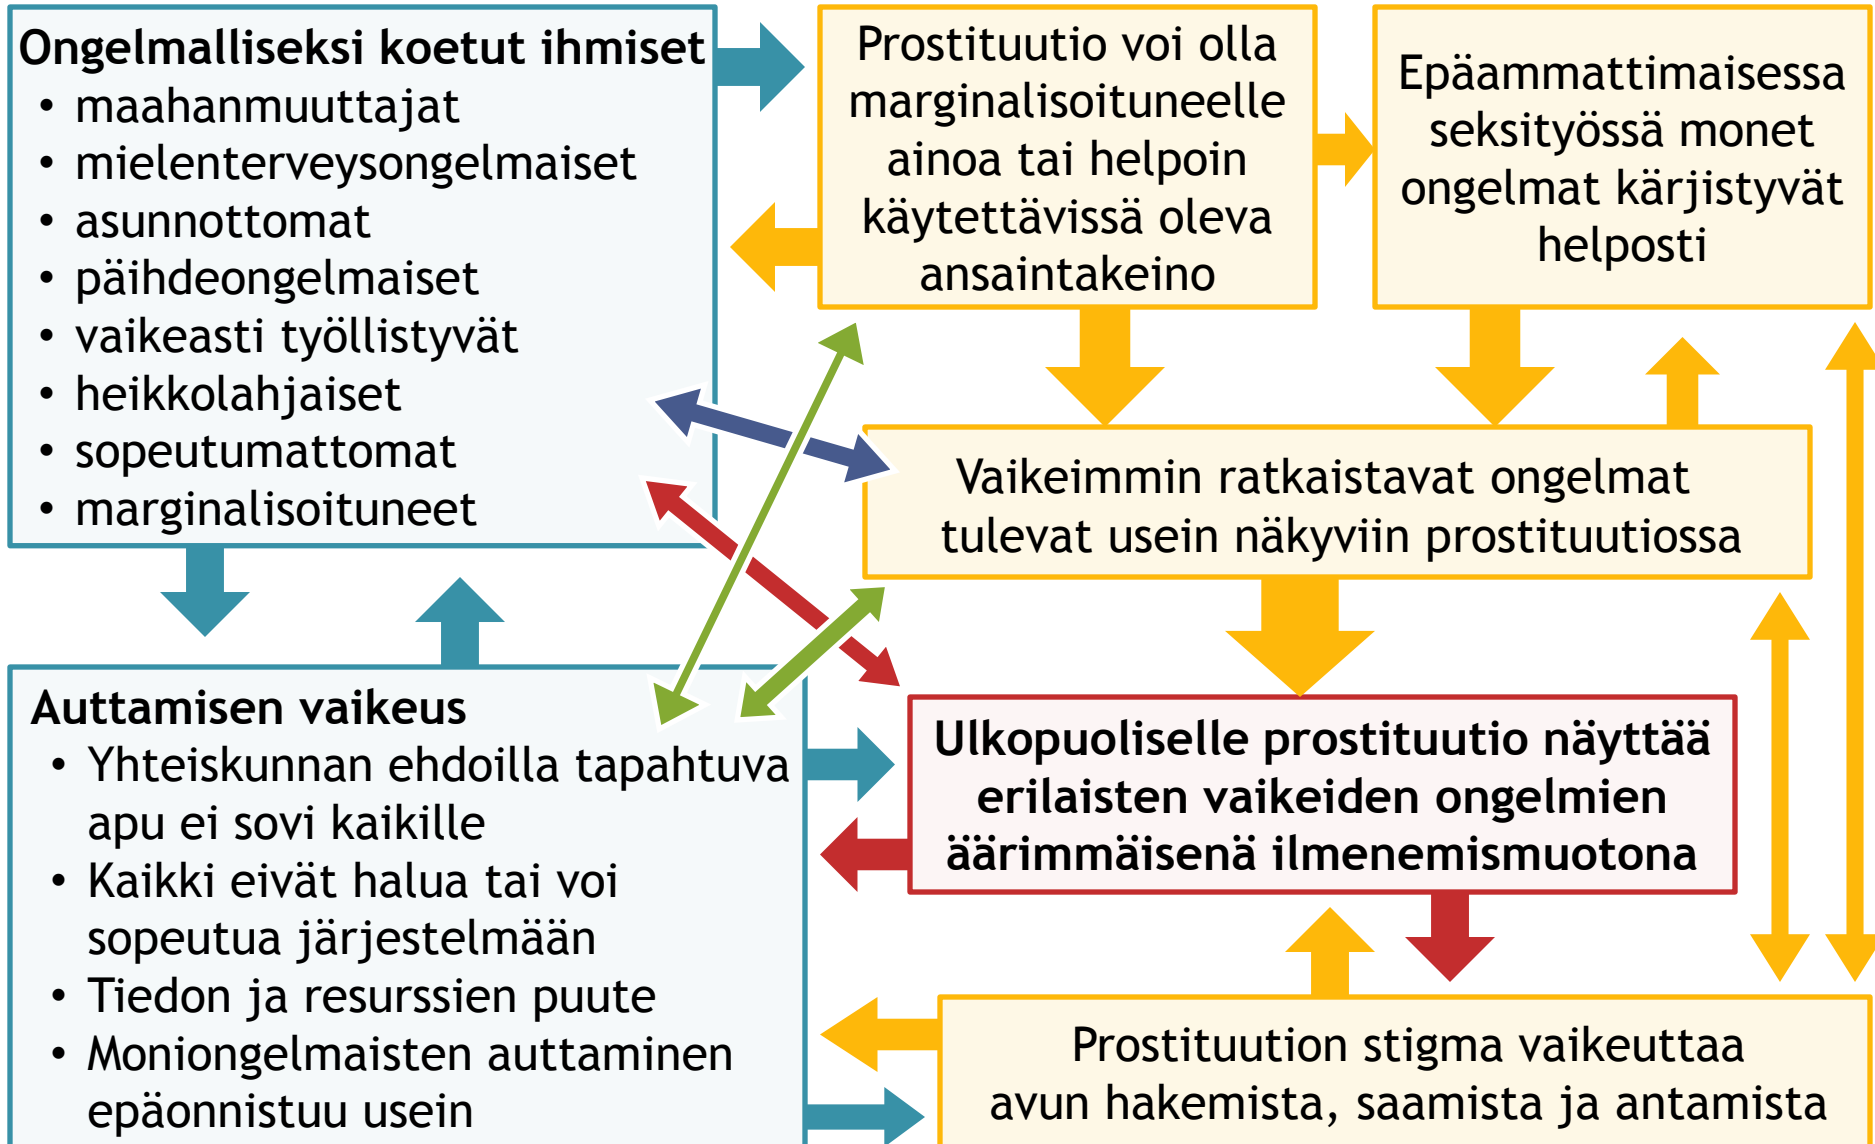 Ongelmalliseksi koetut ihmiset
• maahanmuuttajat
• mielenterveysongelmaiset
• asunnottomat
• päihdeongelmaiset
• vaikeasti työllistyvät
• heikkolahjaiset
• sopeutumattomat
• marginalisoituneet
Prostituutio voi olla
marginalisoituneelle
ainoa tai helpoin
käytettävissä oleva
ansaintakeino
Epäammattimaisessa
seksityössä monet
ongelmat kärjistyvät
helposti
Vaikeimmin ratkaistavat ongelmat
tulevat usein näkyviin prostituutiossa
Auttamisen vaikeus
• Yhteiskunnan ehdoilla tapahtuva
apu ei sovi kaikille
• Kaikki eivät halua tai voi
sopeutua järjestelmään
• Tiedon ja resurssien puute
• Moniongelmaisten auttaminen
epäonnistuu usein
Ulkopuoliselle prostituutio näyttää
erilaisten vaikeiden ongelmien
äärimmäisenä ilmenemismuotona
Prostituution stigma vaikeuttaa
avun hakemista, saamista ja antamista